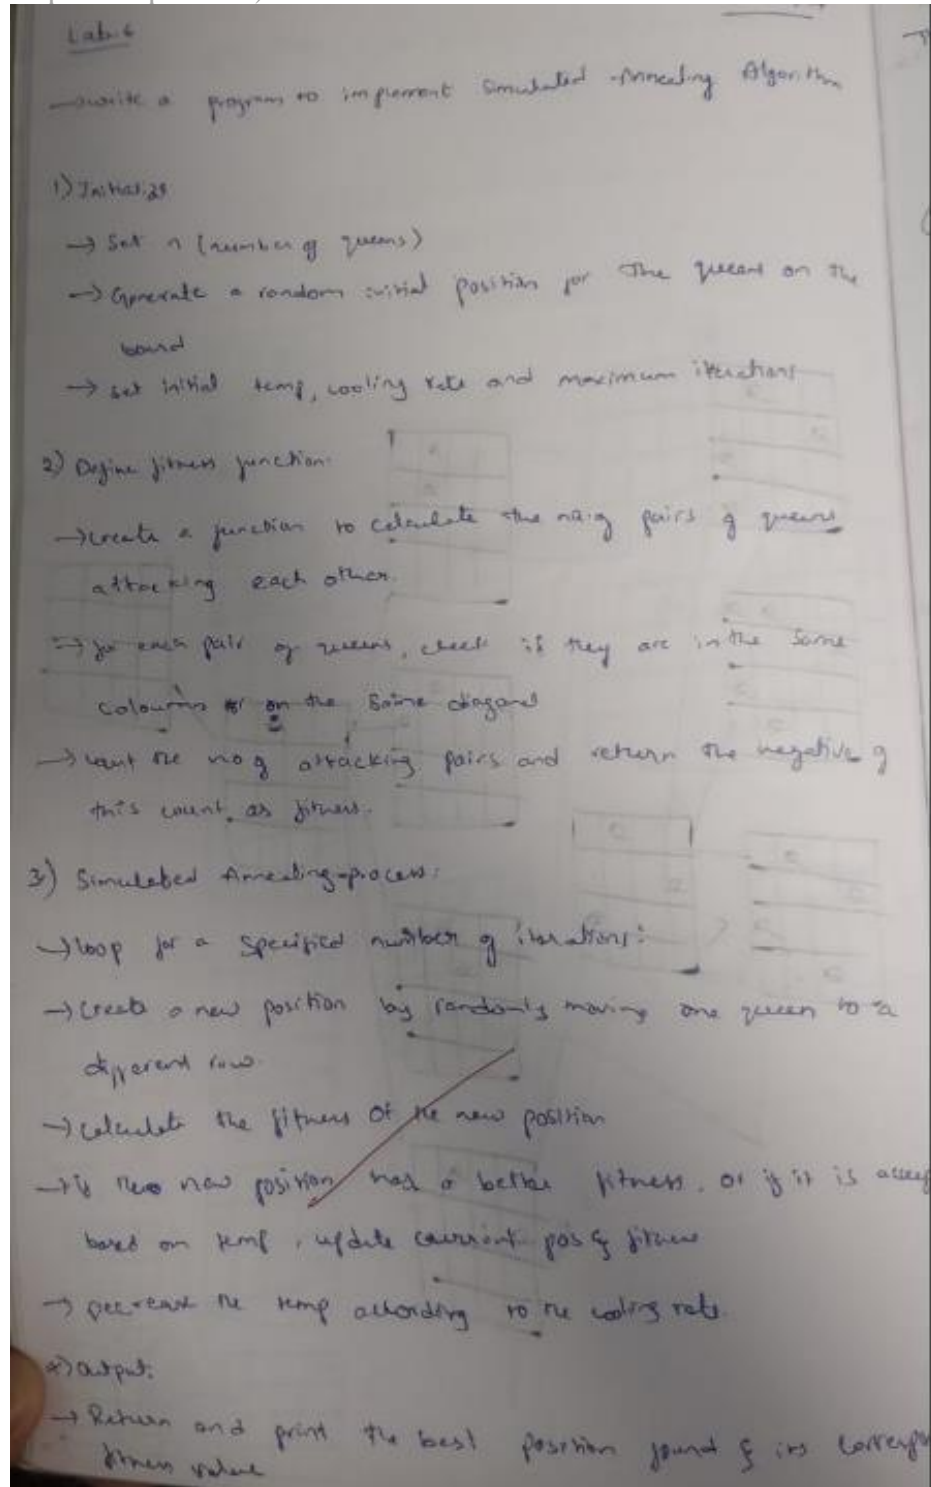 Lab-6
→ write a program to implement Simulated -Annealing Algorithm
1) Initialize
→ Set n (number of queens)
→ Generate a random initial position for the queens on the
board
→ set initial temp, cooling rate and maximum iterations
2) Define fitness function.
→ create a function to calculate the no. of pairs of queens
attacking each other.
→ for each pair of queens, check if they are in the same
or on the same diagonal
→ count the no of attacking pairs and return the negative of
this count. as fitness.
3) Simulated Annealing-process:
→ loop for a specified number of iterations:
→ create a new position by randomly moving one queen to a
different row.
→ calculate the fitness of the new position
→ if new position has a better fitness, or if it is
based on temp, update current pos & fitness
→ Decrease the temp according to the cooling rate.
4) Output:
→ Return and print the best position found & its
fitness value